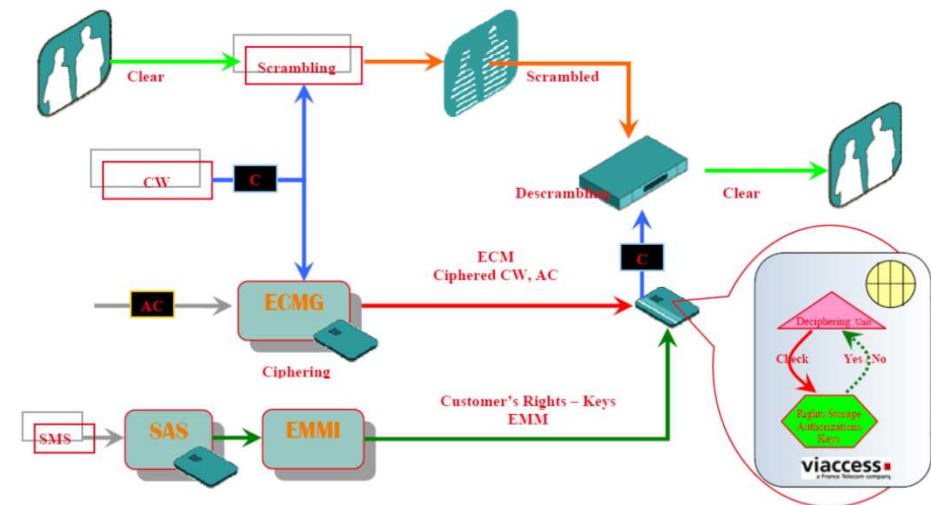 Clear
Scrambling
Scrambled
CW
C
Descrambling
Clear
C
ECM
Ciphered CW, AC
AC
ECMG
Ciphering
Deciphering Unit
Check
Yes / No
Customer's Rights – Keys
EMM
SMS
SAS
EMMI
Rights Storage
Authorizations
Keys
viaccess
a France Telecom company